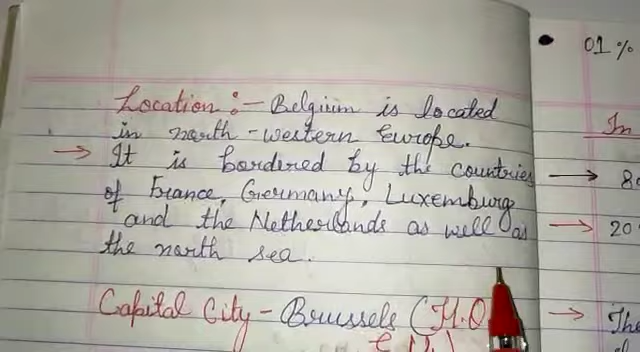 Location :- Belgium is located
in north-western Europe.
→ It is bordered by the countries
of France, Germany, Luxemburg
and the Netherlands as well as
the north sea.
Capital City - Brussels (H.Q
01%
In
→ 80
→ 20
→ The